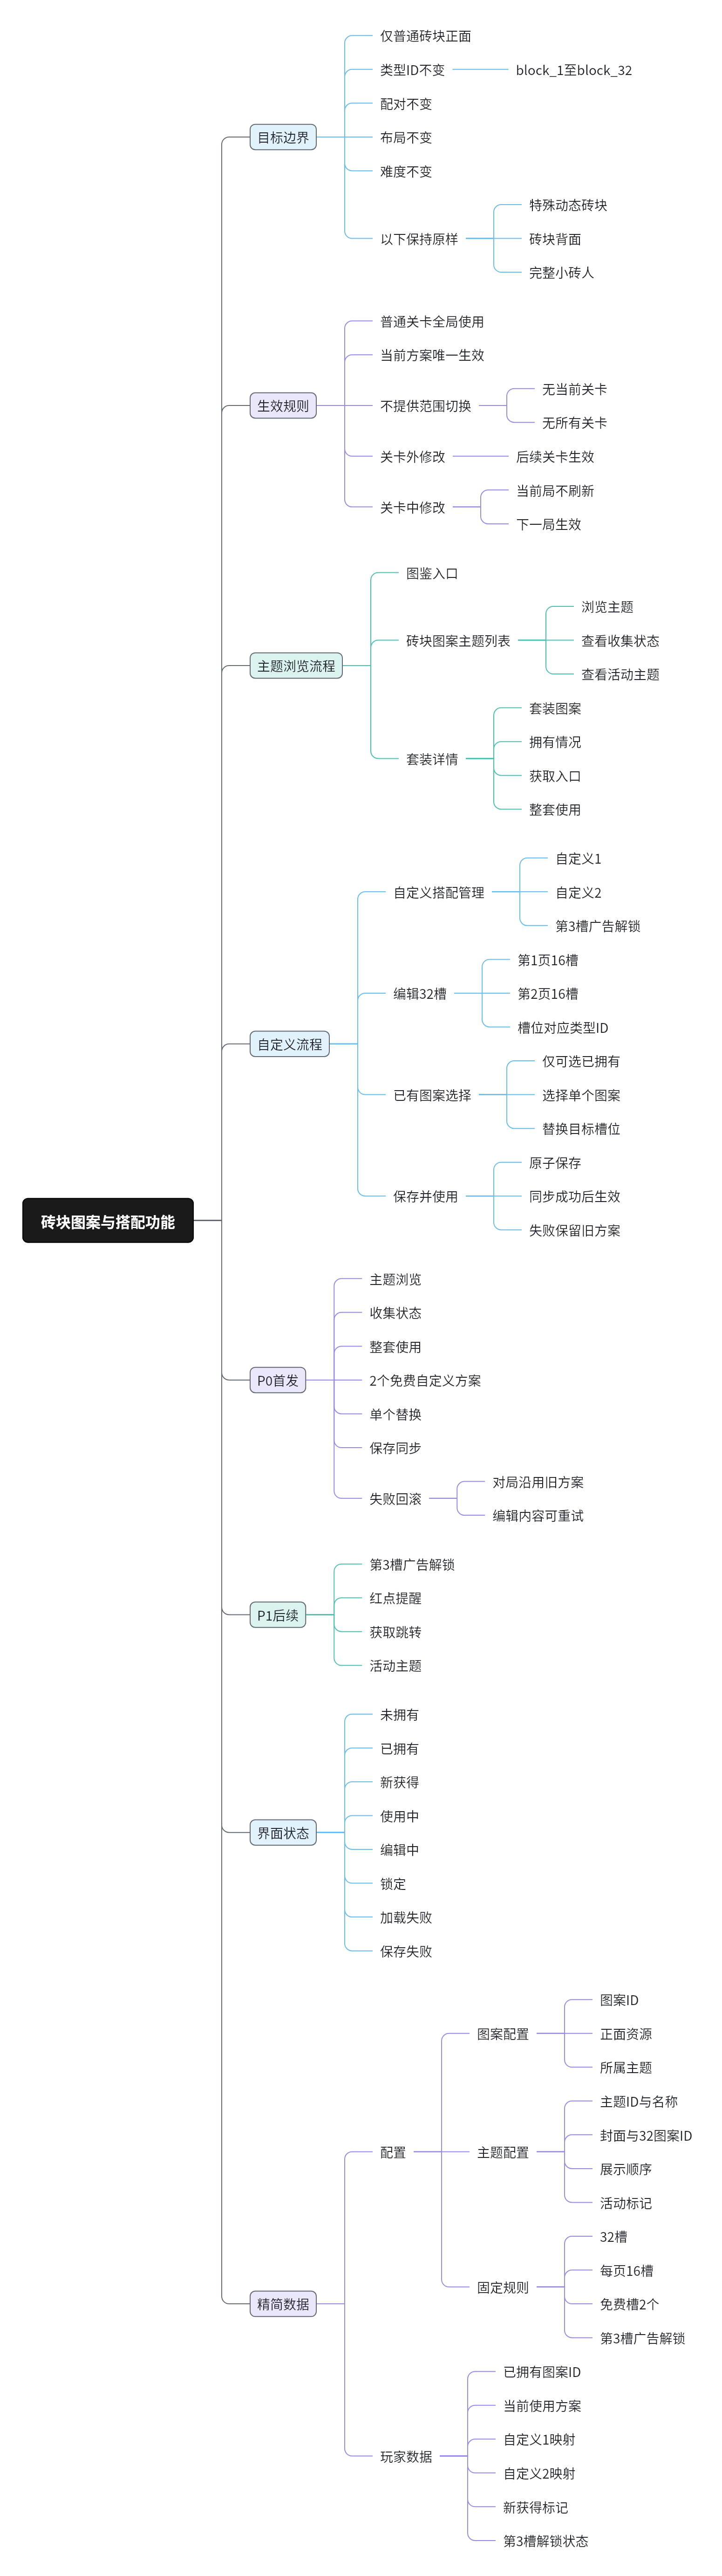 砖块图案与搭配功能
目标边界
仅普通砖块正面
类型ID不变
block_1至block_32
配对不变
布局不变
难度不变
以下保持原样
特殊动态砖块
砖块背面
完整小砖人
生效规则
普通关卡全局使用
当前方案唯一生效
不提供范围切换
无当前关卡
无所有关卡
关卡外修改
后续关卡生效
关卡中修改
当前局不刷新
下一局生效
主题浏览流程
图鉴入口
砖块图案主题列表
浏览主题
查看收集状态
查看活动主题
套装详情
套装图案
拥有情况
获取入口
整套使用
自定义流程
自定义搭配管理
自定义1
自定义2
第3槽广告解锁
编辑32槽
第1页16槽
第2页16槽
槽位对应类型ID
已有图案选择
仅可选已拥有
选择单个图案
替换目标槽位
保存并使用
原子保存
同步成功后生效
失败保留旧方案
P0首发
主题浏览
收集状态
整套使用
2个免费自定义方案
单个替换
保存同步
失败回滚
对局沿用旧方案
编辑内容可重试
P1后续
第3槽广告解锁
红点提醒
获取跳转
活动主题
界面状态
未拥有
已拥有
新获得
使用中
编辑中
锁定
加载失败
保存失败
精简数据
配置
图案配置
图案ID
正面资源
所属主题
主题配置
主题ID与名称
封面与32图案ID
展示顺序
活动标记
固定规则
32槽
每页16槽
免费槽2个
第3槽广告解锁
玩家数据
已拥有图案ID
当前使用方案
自定义1映射
自定义2映射
新获得标记
第3槽解锁状态